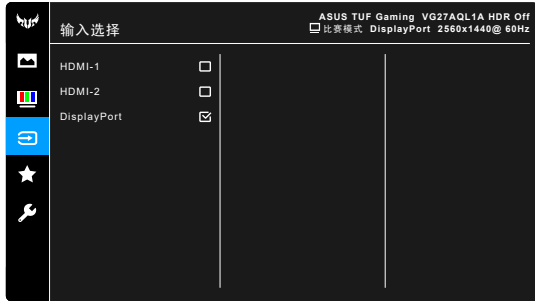 ASUS TUF Gaming VG27AQL1A HDR Off
输入选择
比赛模式 DisplayPort 2560x1440@ 60Hz
HDMI-1
HDMI-2
DisplayPort